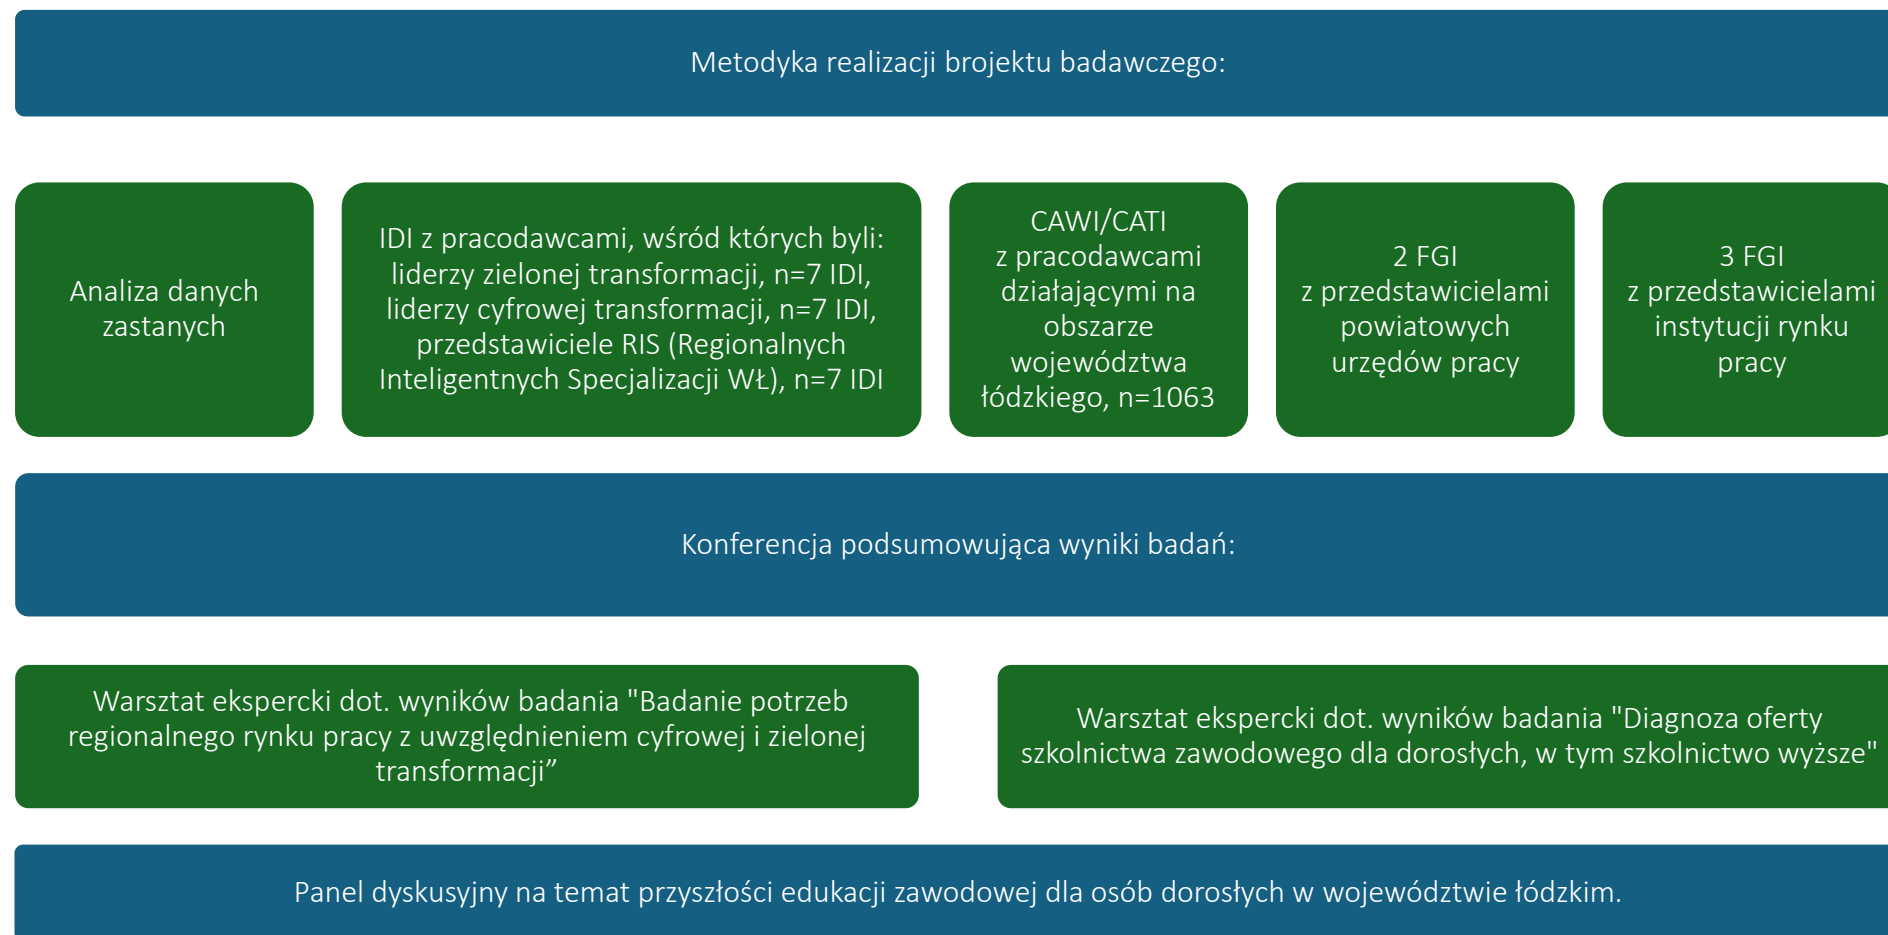 Metodyka realizacji brojektu badawczego:
Analiza danych
zastanych
IDI z pracodawcami, wśród których byli:
liderzy zielonej transformacji, n=7 IDI,
liderzy cyfrowej transformacji, n=7 IDI,
przedstawiciele RIS (Regionalnych
Inteligentnych Specjalizacji WŁ), n=7 IDI
CAWI/CATI
z pracodawcami
działającymi na
obszarze
województwa
łódzkiego, n=1063
2 FGI
z przedstawicielami
powiatowych
urzędów pracy
3 FGI
z przedstawicielami
instytucji rynku
pracy
Konferencja podsumowująca wyniki badań:
Warsztat ekspercki dot. wyników badania "Badanie potrzeb
regionalnego rynku pracy z uwzględnieniem cyfrowej i zielonej
transformacji”
Warsztat ekspercki dot. wyników badania "Diagnoza oferty
szkolnictwa zawodowego dla dorosłych, w tym szkolnictwo wyższe"
Panel dyskusyjny na temat przyszłości edukacji zawodowej dla osób dorosłych w województwie łódzkim.